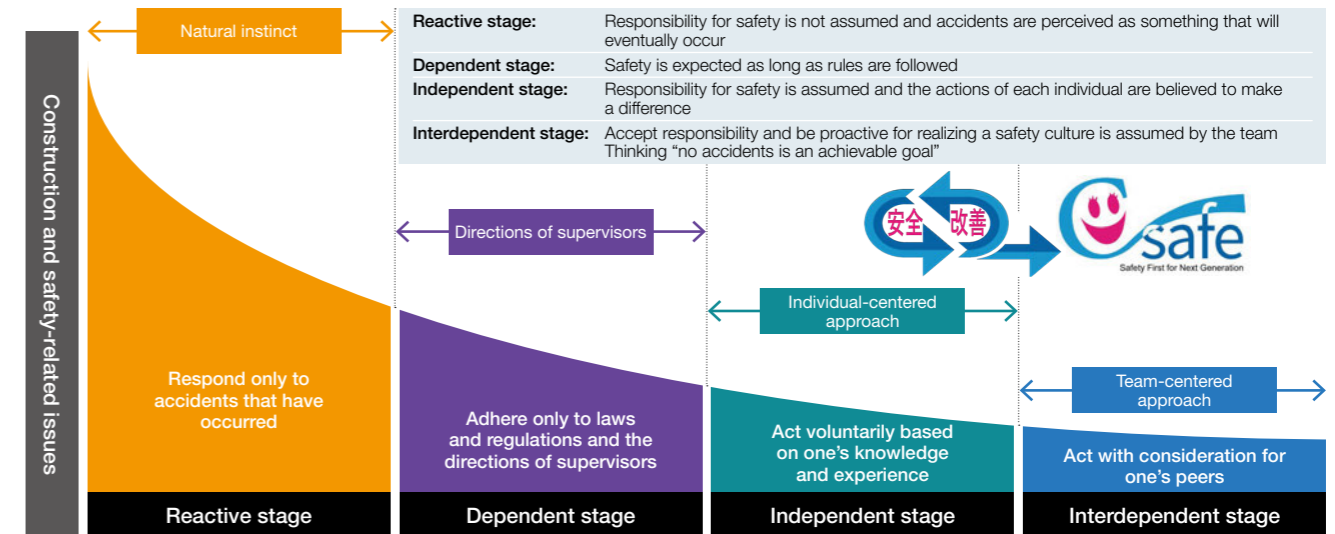 Construction and safety-related issues
Natural instinct
Reactive stage: Responsibility for safety is not assumed and accidents are perceived as something that will
eventually occur
Dependent stage: Safety is expected as long as rules are followed
Independent stage: Responsibility for safety is assumed and the actions of each individual are believed to make
a difference
Interdependent stage: Accept responsibility and be proactive for realizing a safety culture is assumed by the team
Thinking “no accidents is an achievable goal”
Directions of supervisors
安全 改善
C safe
Safety First for Next Generation
Individual-centered
approach
Team-centered
approach
Respond only to
accidents that have
occurred
Adhere only to laws
and regulations and the
directions of supervisors
Act voluntarily based
on one’s knowledge
and experience
Act with consideration for
one’s peers
Reactive stage
Dependent stage
Independent stage
Interdependent stage